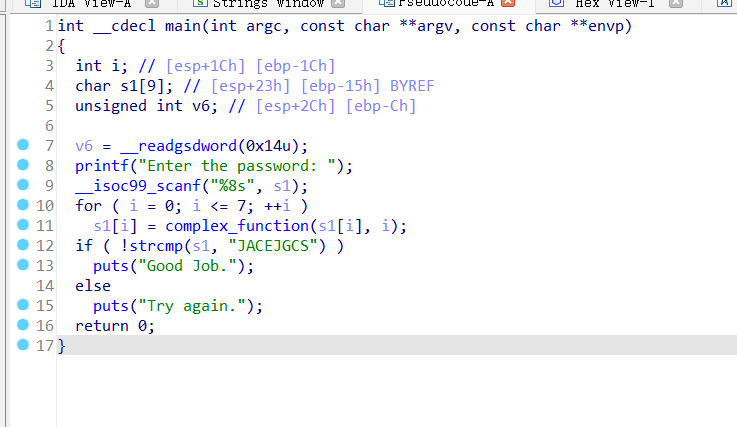 IDA View-A Strings window Pseudocode-A Hex View-1
1 int __cdecl main(int argc, const char **argv, const char **envp)
2 {
3 int i; // [esp+1Ch] [ebp-1Ch]
4 char s1[9]; // [esp+23h] [ebp-15h] BYREF
5 unsigned int v6; // [esp+2Ch] [ebp-Ch]
6
7 v6 = __readgsdword(0x14u);
8 printf("Enter the password: ");
9 __isoc99_scanf("%8s", s1);
10 for ( i = 0; i <= 7; ++i )
11 s1[i] = complex_function(s1[i], i);
12 if ( !strcmp(s1, "JACEJGCS") )
13 puts("Good Job.");
14 else
15 puts("Try again.");
16 return 0;
17 }